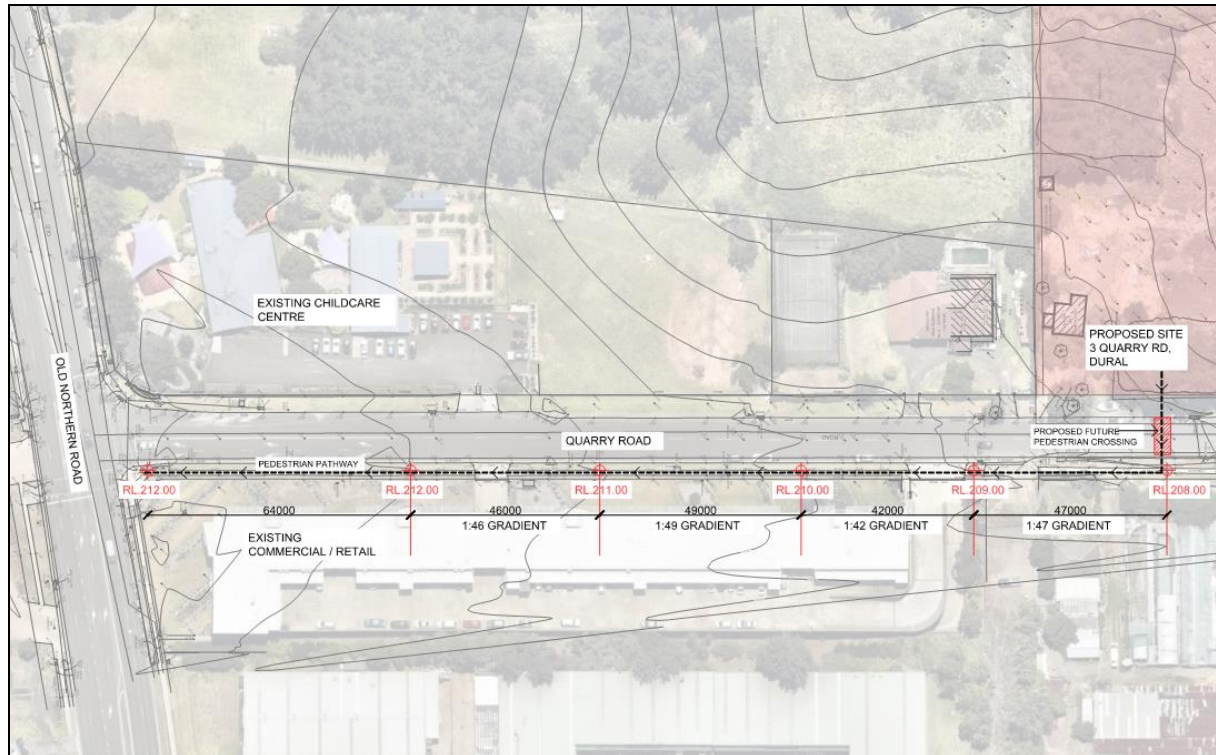 EXISTING CHILDCARE
CENTRE
PROPOSED SITE
3 QUARRY RD,
DURAL
OLD NORTHERN ROAD
QUARRY ROAD
PROPOSED FUTURE
PEDESTRIAN CROSSING
PEDESTRIAN PATHWAY
RL.212.00
RL.212.00
RL.211.00
RL.210.00
RL.209.00
RL.208.00
64000
46000
49000
42000
47000
1:46 GRADIENT
1:49 GRADIENT
1:42 GRADIENT
1:47 GRADIENT
EXISTING
COMMERCIAL / RETAIL